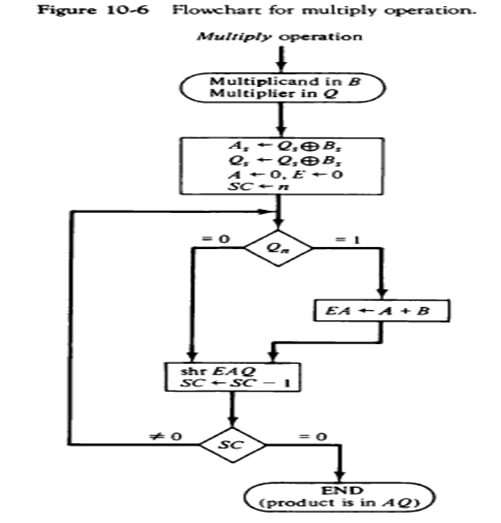 Figure 10-6 Flowchart for multiply operation.
Multiply operation
Multiplicand in B
Multiplier in Q
Aₛ ← Qₛ⊕Bₛ
Qₛ ← Qₛ⊕Bₛ
A ← 0, E ← 0
SC ← n
= 0
Qₙ
= 1
EA ← A + B
shr EAQ
SC ← SC − 1
≠ 0
SC
= 0
END
(product is in AQ)